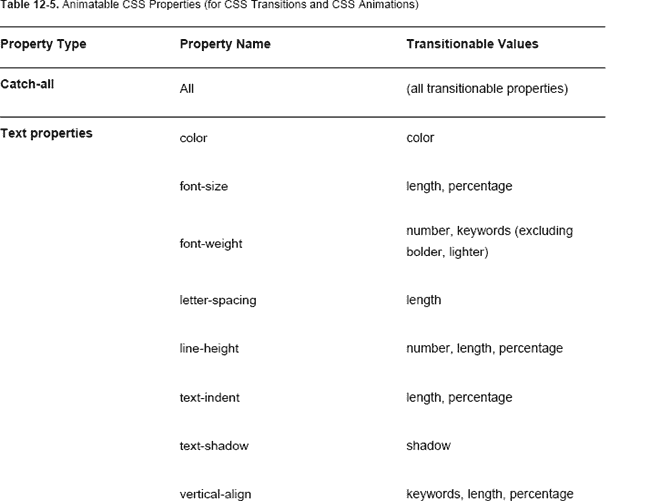 Table 12-5. Animatable CSS Properties (for CSS Transitions and CSS Animations)
Property Type Property Name Transitionable Values
Catch-all All (all transitionable properties)
Text properties color color
font-size length, percentage
font-weight number, keywords (excluding
bolder, lighter)
letter-spacing length
line-height number, length, percentage
text-indent length, percentage
text-shadow shadow
vertical-align keywords, length, percentage